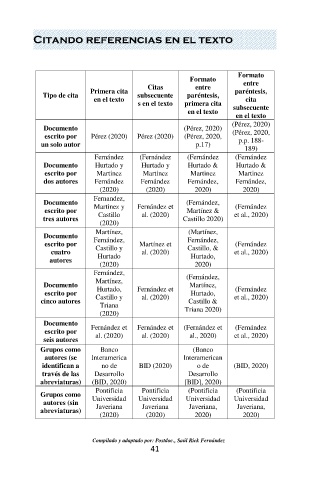 CITANDO REFERENCIAS EN EL TEXTO
Tipo de cita
Primera cita
en el texto
Citas
subsecuente
s en el texto
Formato
entre
paréntesis,
primera cita
en el texto
Formato
entre
paréntesis,
cita
subsecuente
en el texto
Documento
escrito por
un solo autor
Pérez (2020)
Pérez (2020)
(Pérez, 2020)
(Pérez, 2020,
p.17)
(Pérez, 2020)
(Pérez, 2020,
p.p. 188-
189)
Documento
escrito por
dos autores
Fernández
Hurtado y
Martínez
Fernández
(2020)
(Fernández
Hurtado y
Martínez
Fernández
(2020)
(Fernández
Hurtado &
Martínez
Fernández,
2020)
(Fernández
Hurtado &
Martínez
Fernández,
2020)
Documento
escrito por
tres autores
Fernández,
Martínez y
Castillo
(2020)
Fernández et
al. (2020)
(Fernández,
Martínez &
Castillo 2020)
(Fernández
et al., 2020)
Documento
escrito por
cuatro
autores
Martínez,
Fernández,
Castillo y
Hurtado
(2020)
Martínez et
al. (2020)
(Martínez,
Fernández,
Castillo, &
Hurtado,
2020)
(Fernández
et al., 2020)
Documento
escrito por
cinco autores
Fernández,
Martínez,
Hurtado,
Castillo y
Triana
(2020)
Fernández et
al. (2020)
(Fernández,
Martínez,
Hurtado,
Castillo &
Triana 2020)
(Fernández
et al., 2020)
Documento
escrito por
seis autores
Fernández et
al. (2020)
Fernández et
al. (2020)
(Fernández et
al., 2020)
(Fernández
et al., 2020)
Grupos como
autores (se
identifican a
través de las
abreviaturas)
Banco
Interamerica
no de
Desarrollo
(BID, 2020)
BID (2020)
(Banco
Interamerican
o de
Desarrollo
[BID], 2020)
(BID, 2020)
Grupos como
autores (sin
abreviaturas)
Pontificia
Universidad
Javeriana
(2020)
Pontificia
Universidad
Javeriana
(2020)
(Pontificia
Universidad
Javeriana,
2020)
(Pontificia
Universidad
Javeriana,
2020)
Compilado y adaptado por: Postdoc., Saúl Rick Fernández
41